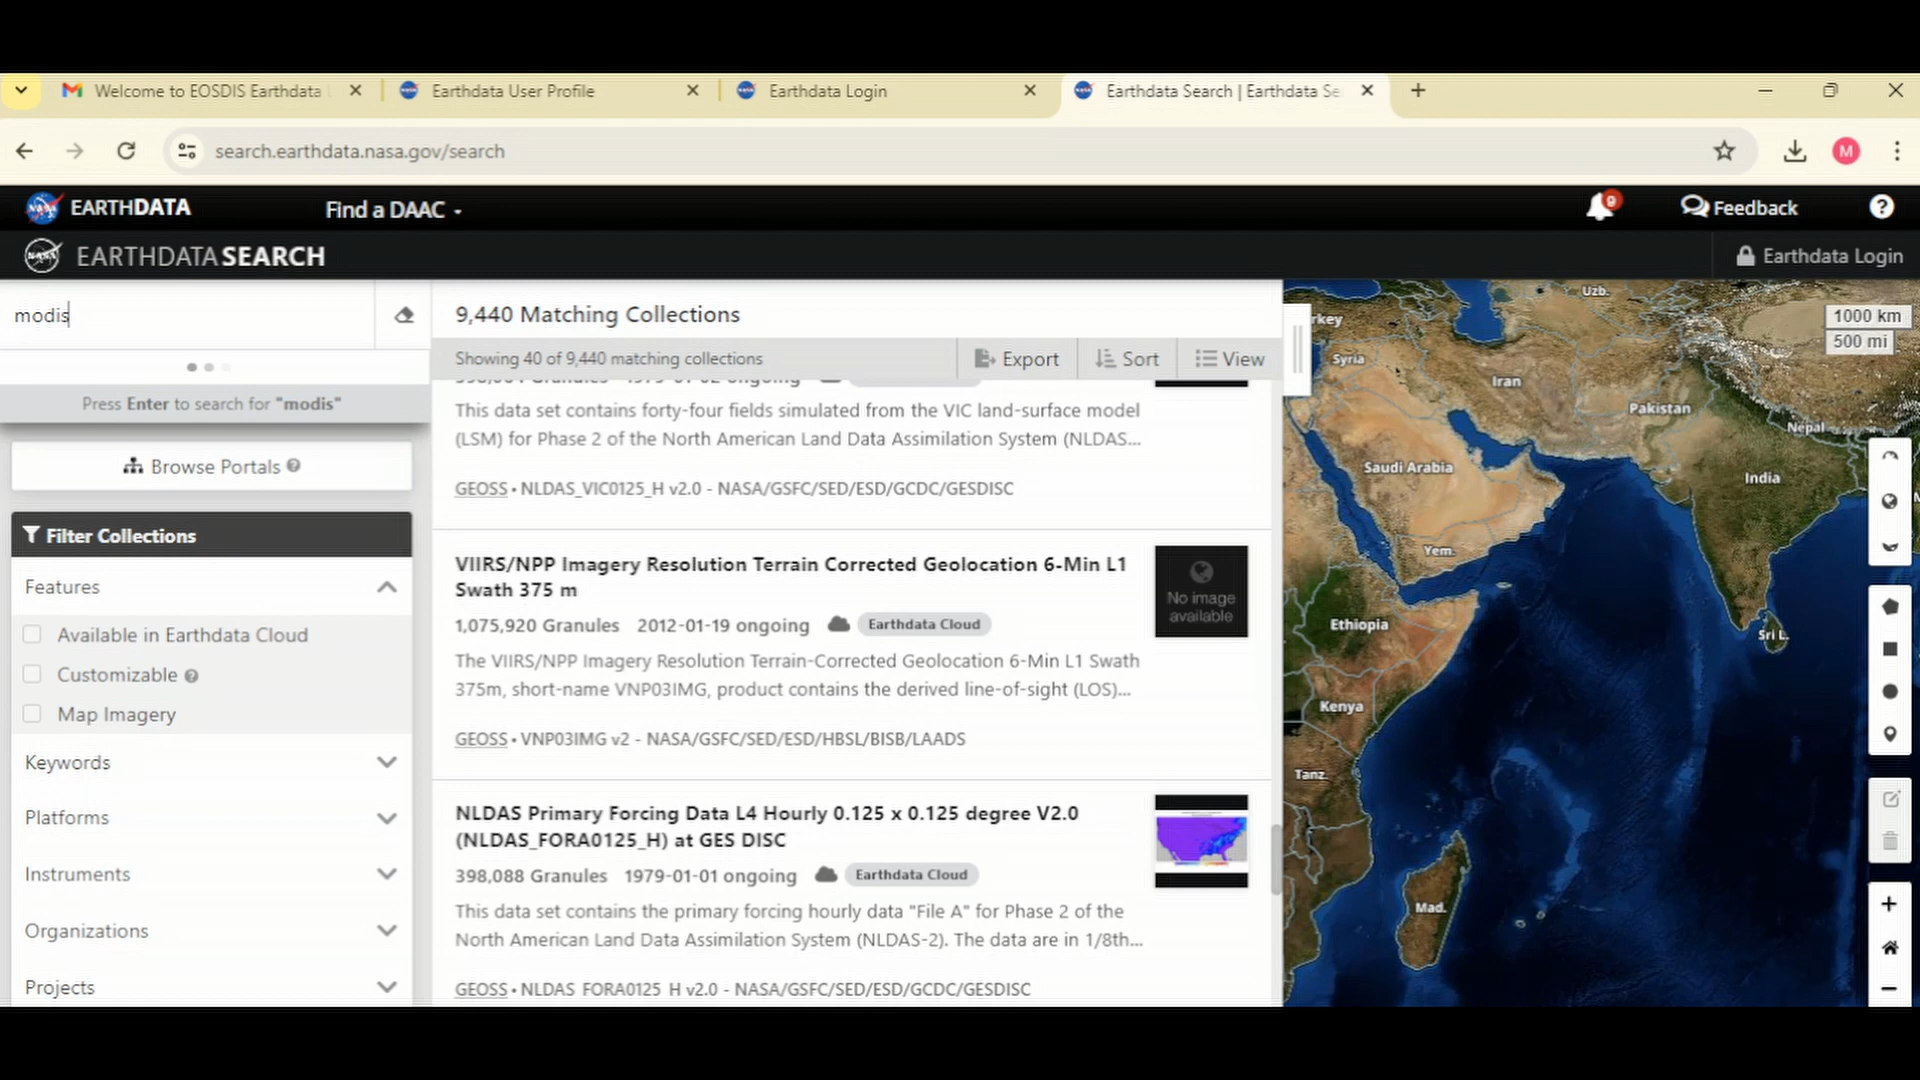 Welcome to EOSDIS Earthdata
Earthdata User Profile
Earthdata Login
Earthdata Search | Earthdata Se
search.earthdata.nasa.gov/search
M
NASA EARTHDATA
Find a DAAC
9
Feedback
?
NASA EARTHDATA SEARCH
Earthdata Login
modis
Press Enter to search for "modis"
Browse Portals ?
Filter Collections
Features
Available in Earthdata Cloud
Customizable ?
Map Imagery
Keywords
Platforms
Instruments
Organizations
Projects
9,440 Matching Collections
Showing 40 of 9,440 matching collections
Export
Sort
View
This data set contains forty-four fields simulated from the VIC land-surface model
(LSM) for Phase 2 of the North American Land Data Assimilation System (NLDAS...
GEOSS • NLDAS_VIC0125_H v2.0 - NASA/GSFC/SED/ESD/GCDC/GESDISC
VIIRS/NPP Imagery Resolution Terrain Corrected Geolocation 6-Min L1
Swath 375 m
1,075,920 Granules 2012-01-19 ongoing Earthdata Cloud
No image
available
The VIIRS/NPP Imagery Resolution Terrain-Corrected Geolocation 6-Min L1 Swath
375m, short-name VNP03IMG, product contains the derived line-of-sight (LOS)...
GEOSS • VNP03IMG v2 - NASA/GSFC/SED/ESD/HBSL/BISB/LAADS
NLDAS Primary Forcing Data L4 Hourly 0.125 x 0.125 degree V2.0
(NLDAS_FORA0125_H) at GES DISC
398,088 Granules 1979-01-01 ongoing Earthdata Cloud
This data set contains the primary forcing hourly data "File A" for Phase 2 of the
North American Land Data Assimilation System (NLDAS-2). The data are in 1/8th...
GEOSS • NLDAS_FORA0125_H v2.0 - NASA/GSFC/SED/ESD/GCDC/GESDISC
Uzb.
rkey
1000 km
500 mi
Syria
Iran
Pakistan
Nepal
Saudi Arabia
India
Yem.
Ethiopia
Sri L.
Kenya
Tanz.
Mad.